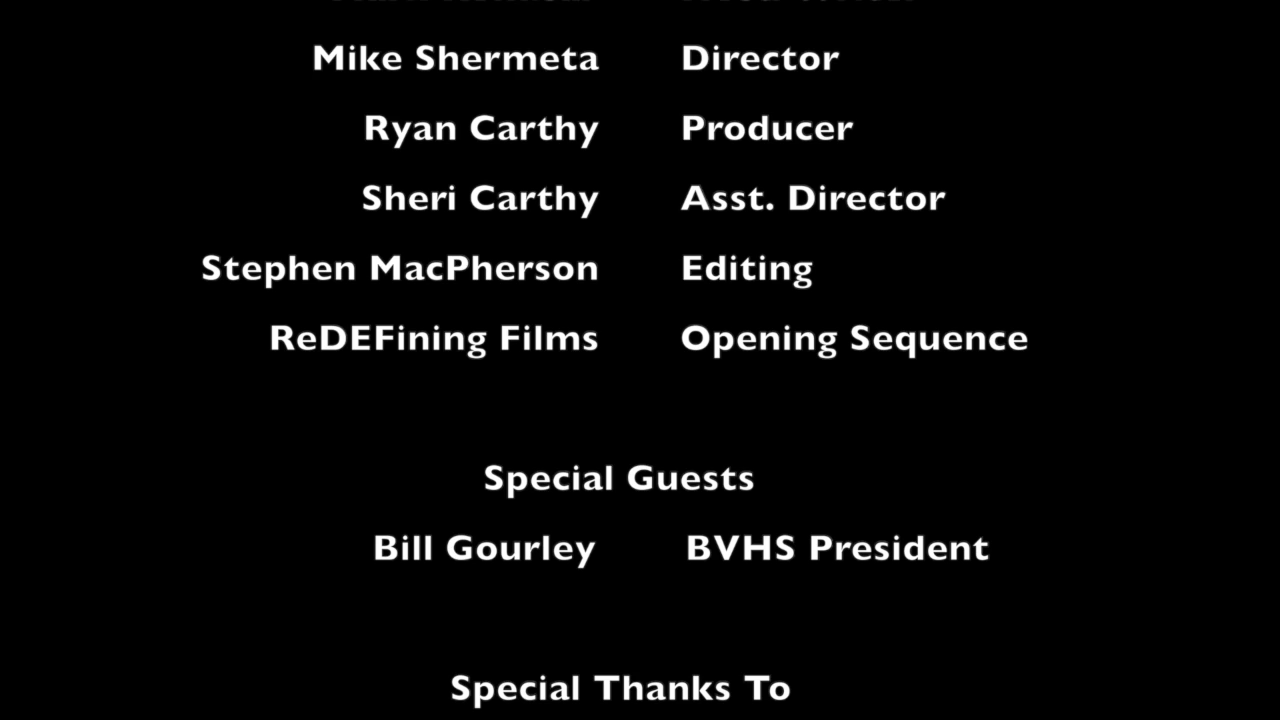 Mike Shermeta Director
Ryan Carthy Producer
Sheri Carthy Asst. Director
Stephen MacPherson Editing
ReDEFining Films Opening Sequence
Special Guests
Bill Gourley BVHS President
Special Thanks To